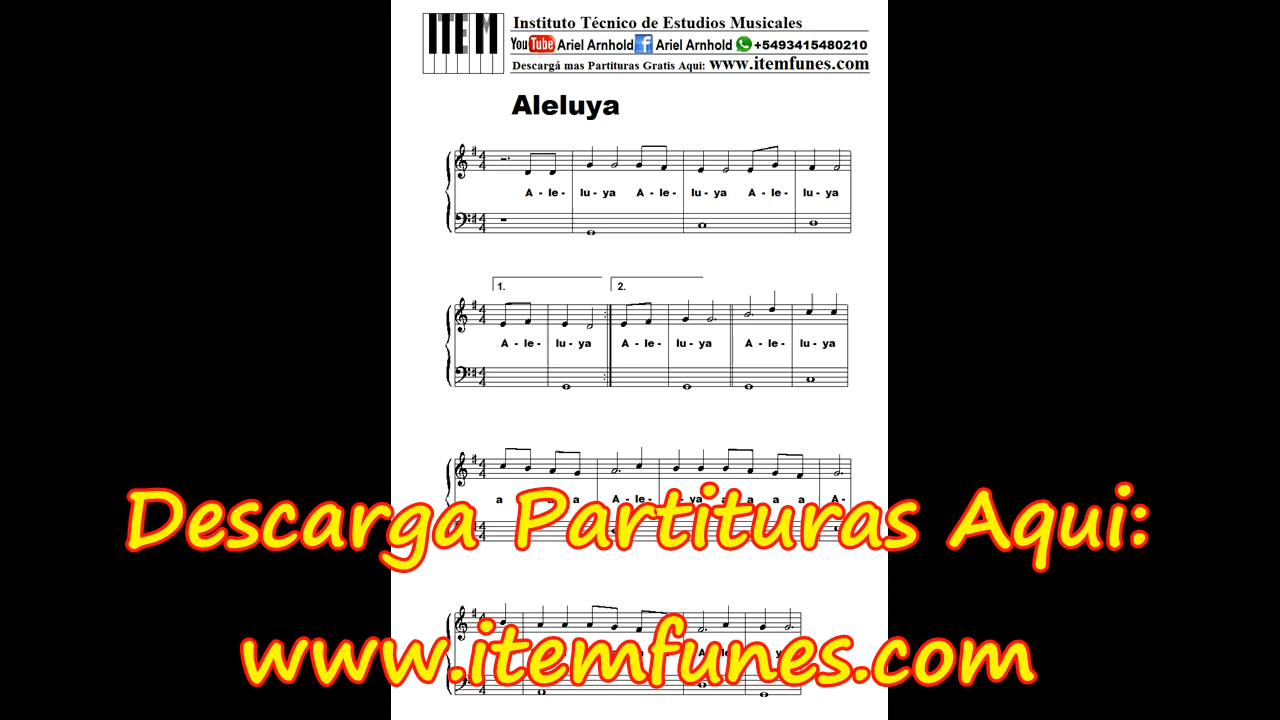 ITEM Instituto Técnico de Estudios Musicales
YouTube Ariel Arnhold f Ariel Arnhold +5493415480210
Descargá mas Partituras Gratis Aqui: www.itemfunes.com
Aleluya
A - le - lu - ya A - le - lu - ya A - le - lu - ya
1. 2.
A - le - lu - ya A - le - lu - ya A - le - lu - ya
a a a a A - le - ya a a a a A -
Descarga Partituras Aqui:
www.itemfunes.com